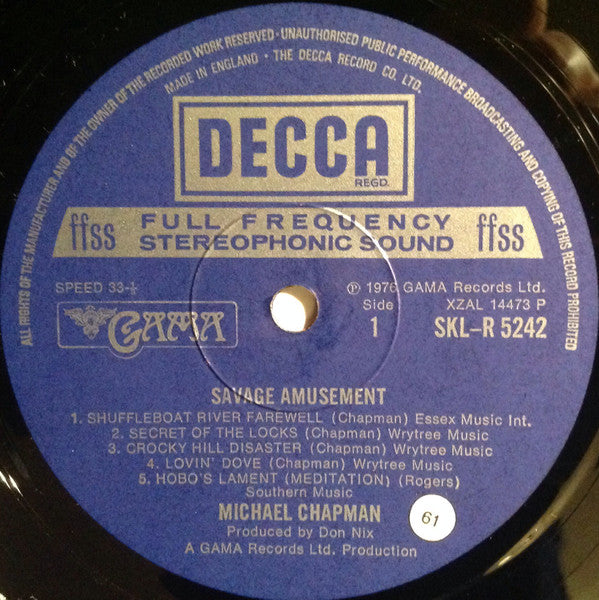 ALL RIGHTS OF THE MANUFACTURER AND OF THE OWNER OF THE RECORDED WORK RESERVED · UNAUTHORISED PUBLIC PERFORMANCE BROADCASTING AND COPYING OF THIS RECORD PROHIBITED
MADE IN ENGLAND · THE DECCA RECORD CO. LTD.
DECCA
REGD.
ffss FULL FREQUENCY STEREOPHONIC SOUND ffss
SPEED 33⅓
℗ 1976 GAMA Records Ltd.
Side XZAL 14473 P
GAMA
1 SKL-R 5242
SAVAGE AMUSEMENT
1. SHUFFLEBOAT RIVER FAREWELL (Chapman) Essex Music Int.
2. SECRET OF THE LOCKS (Chapman) Wrytree Music
3. CROCKY HILL DISASTER (Chapman) Wrytree Music
4. LOVIN' DOVE (Chapman) Wrytree Music
5. HOBO'S LAMENT (MEDITATION) (Rogers)
Southern Music
MICHAEL CHAPMAN
61
Produced by Don Nix
A GAMA Records Ltd. Production